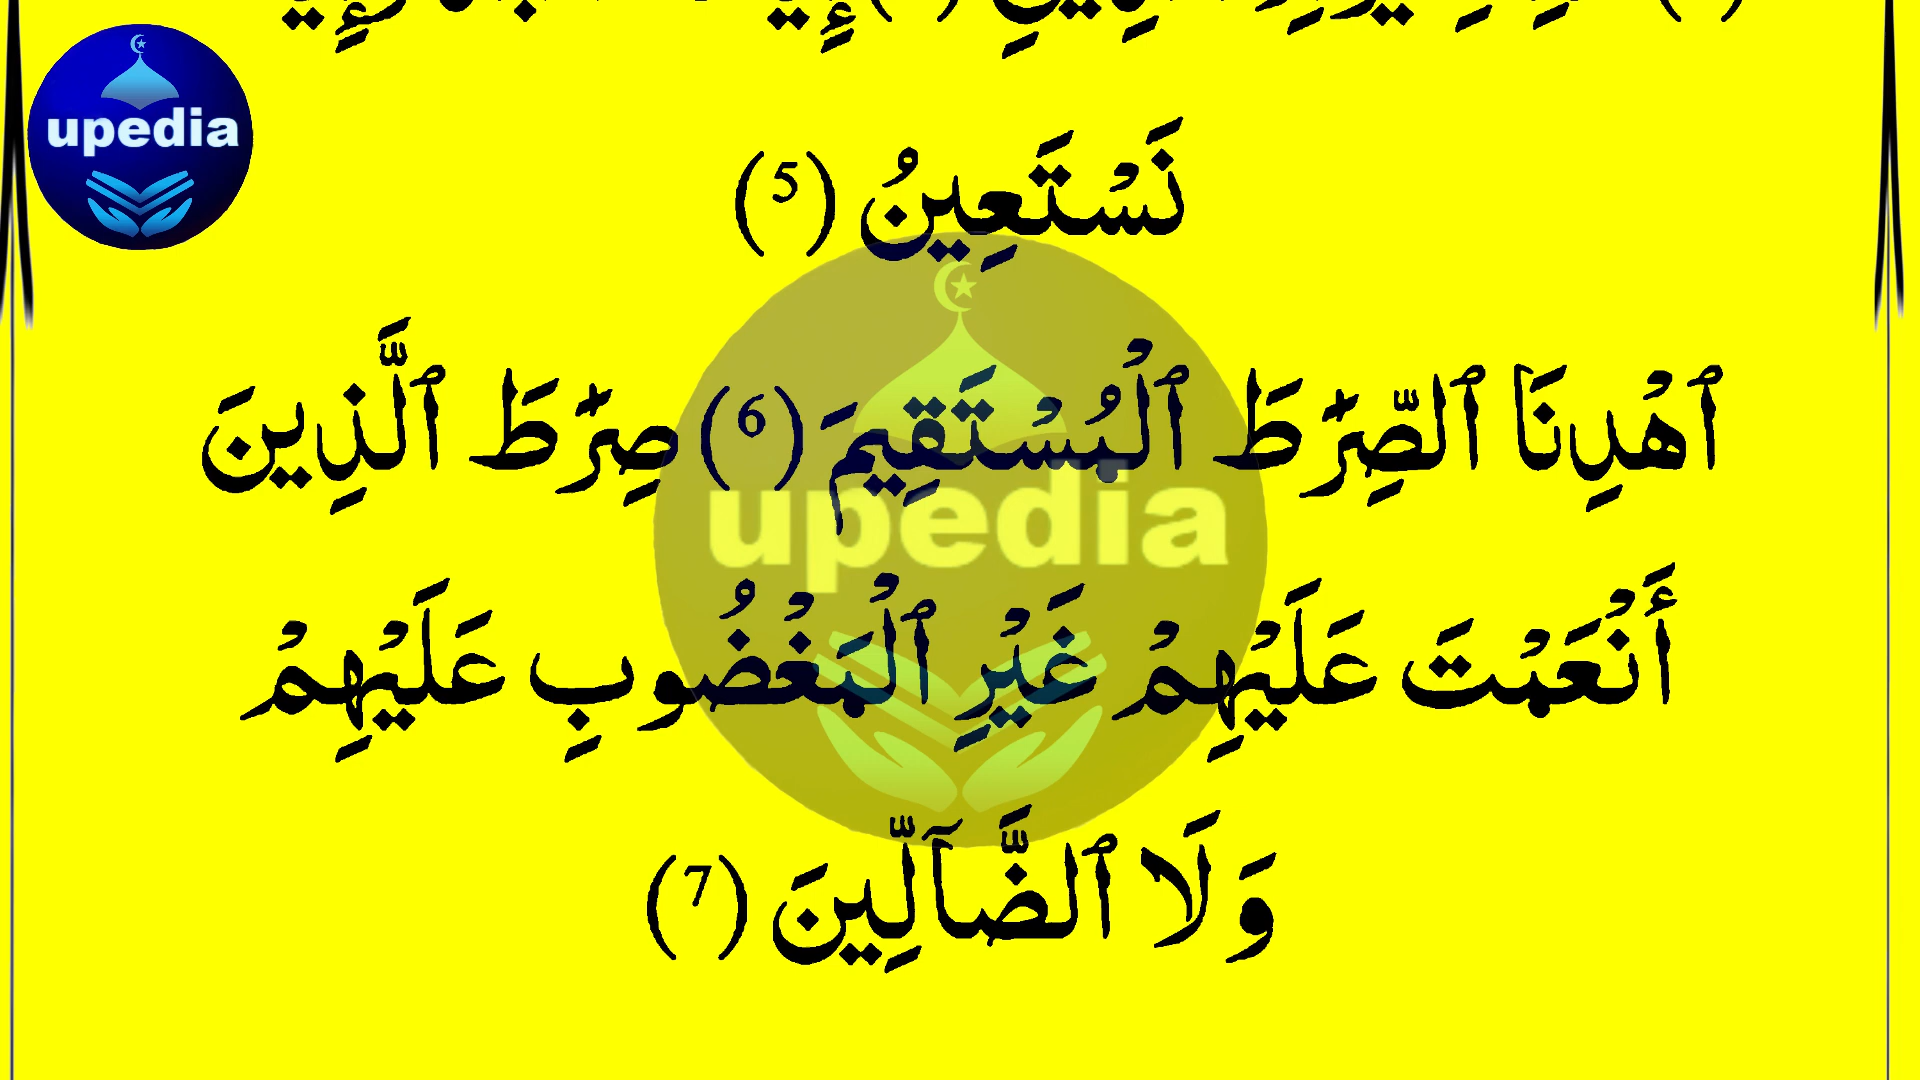 upedia
نَسْتَعِينُ (5)
ٱهْدِنَا ٱلصِّرَٰطَ ٱلْمُسْتَقِيمَ (6) صِرَٰطَ ٱلَّذِينَ
upedia
أَنْعَمْتَ عَلَيْهِمْ غَيْرِ ٱلْمَغْضُوبِ عَلَيْهِمْ
وَلَا ٱلضَّآلِّينَ (7)